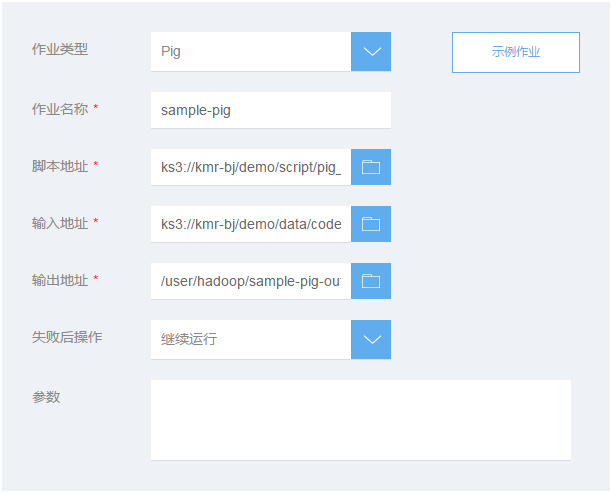 作业类型 Pig 示例作业
作业名称 * sample-pig
脚本地址 * ks3://kmr-bj/demo/script/pig_
输入地址 * ks3://kmr-bj/demo/data/code
输出地址 * /user/hadoop/sample-pig-ou
失败后操作 继续运行
参数